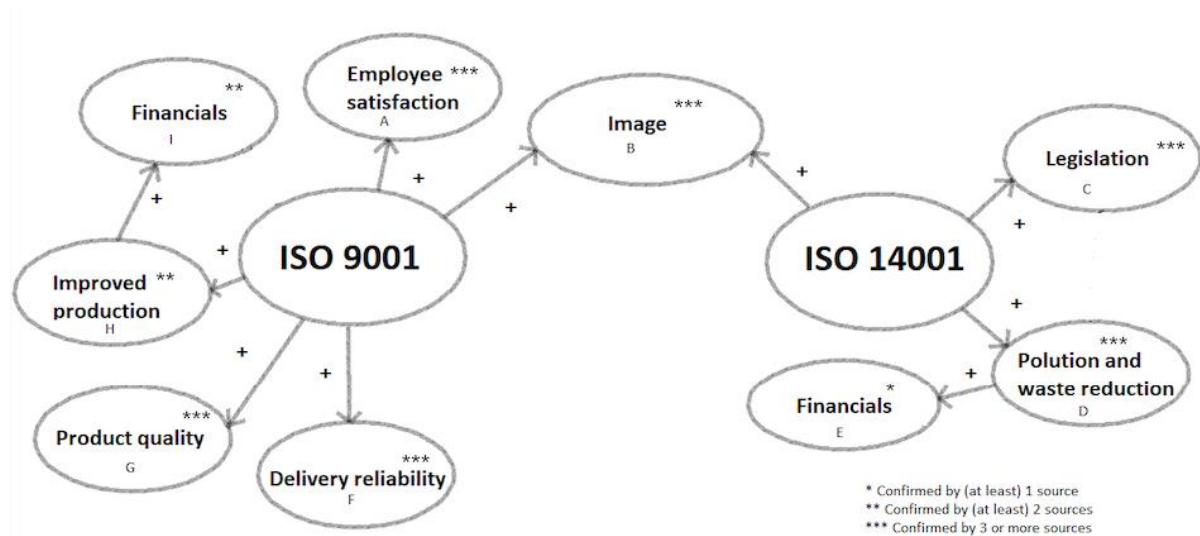 Financials **
I
Employee ***
satisfaction
A
Image ***
B
Legislation ***
C
+
+
+
+
+
+
ISO 9001
ISO 14001
Improved **
production
H
+
+
+
+
Polution and ***
waste reduction
D
Financials *
E
Product quality ***
G
Delivery reliability ***
F
* Confirmed by (at least) 1 source
** Confirmed by (at least) 2 sources
*** Confirmed by 3 or more sources